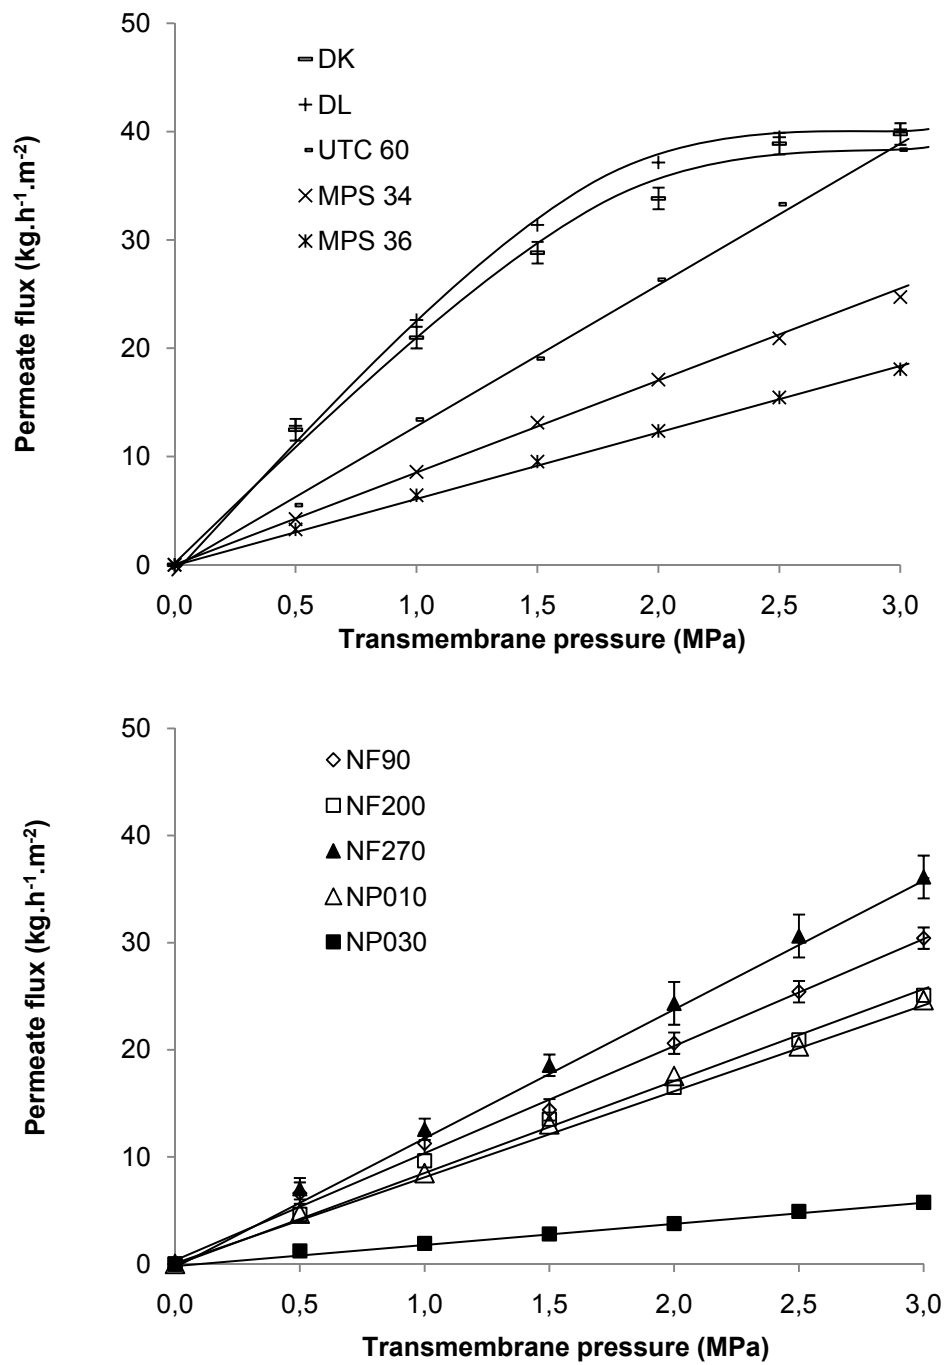 50
40
30
20
10
0
Permeate flux (kg.h⁻¹.m⁻²)
DK
DL
UTC 60
MPS 34
MPS 36
0,0 0,5 1,0 1,5 2,0 2,5 3,0
Transmembrane pressure (MPa)
50
40
30
20
10
0
Permeate flux (kg.h⁻¹.m⁻²)
NF90
NF200
NF270
NP010
NP030
0,0 0,5 1,0 1,5 2,0 2,5 3,0
Transmembrane pressure (MPa)